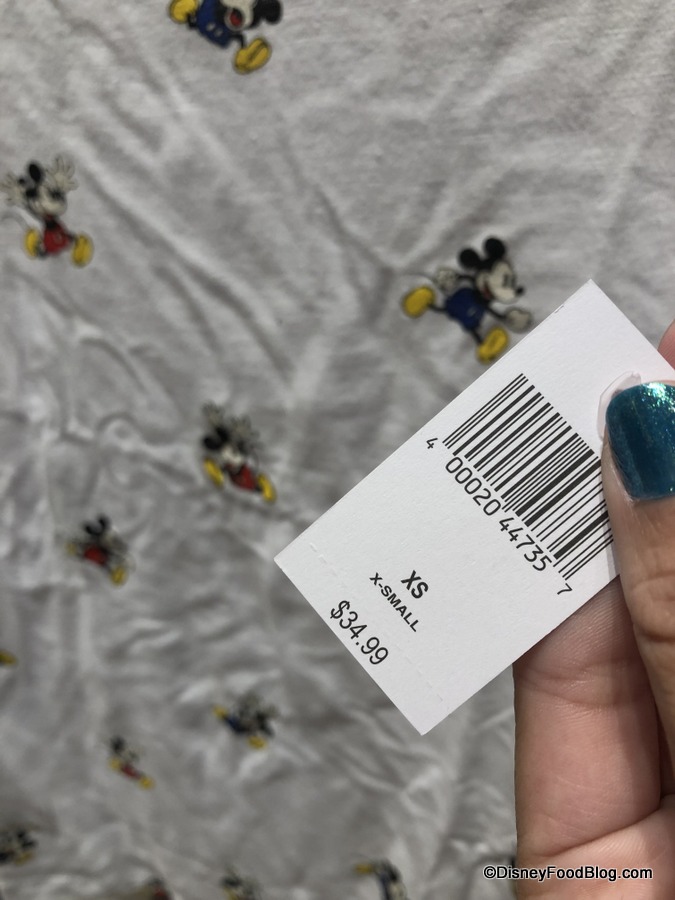 4 00020 44735 7
XS
X-SMALL
$34.99
©DisneyFoodBlog.com